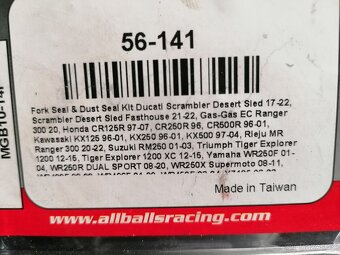 56-141
Fork Seal & Dust Seal Kit Ducati Scrambler Desert Sled 17-22,
Scrambler Desert Sled Fasthouse 21-22, Gas-Gas EC Ranger
300 20, Honda CR125R 97-07, CR250R 96, CR500R 96-01,
Kawasaki KX125 96-01, KX250 96-01, KX500 97-04, Rieju MR
Ranger 300 20-22, Suzuki RM250 01-03, Triumph Tiger Explorer
1200 12-15, Tiger Explorer 1200 XC 12-15, Yamaha WR250F 01-
04, WR250R DUAL SPORT 08-20, WR250X Supermoto 08-11,
Made in Taiwan
www.allballsracing.com